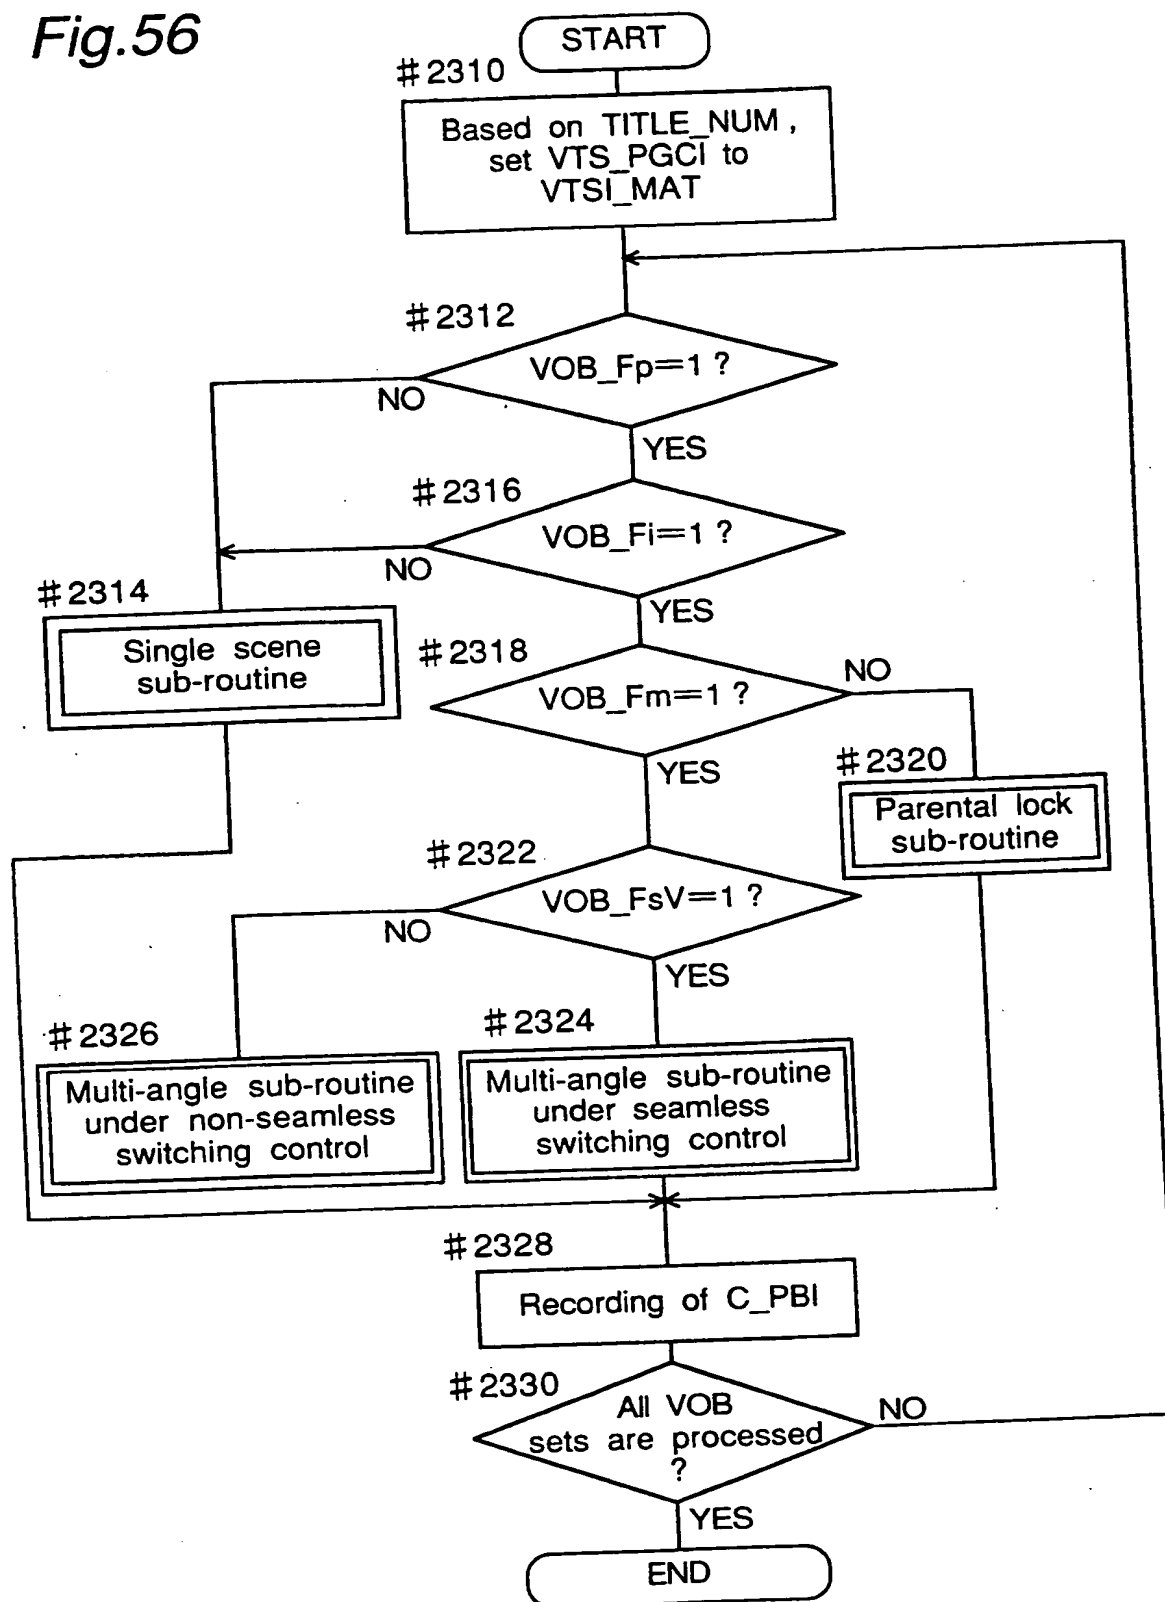 Fig.56
START
#2310
Based on TITLE_NUM,
set VTS_PGCI to
VTSI_MAT
#2312
VOB_Fp=1 ?
NO
YES
#2316
VOB_Fi=1 ?
NO
YES
#2314
Single scene
sub-routine
#2318
VOB_Fm=1 ?
NO
YES
#2320
Parental lock
sub-routine
#2322
VOB_FsV=1 ?
NO
YES
#2326
Multi-angle sub-routine
under non-seamless
switching control
#2324
Multi-angle sub-routine
under seamless
switching control
#2328
Recording of C_PBI
#2330
All VOB
sets are processed
?
NO
YES
END